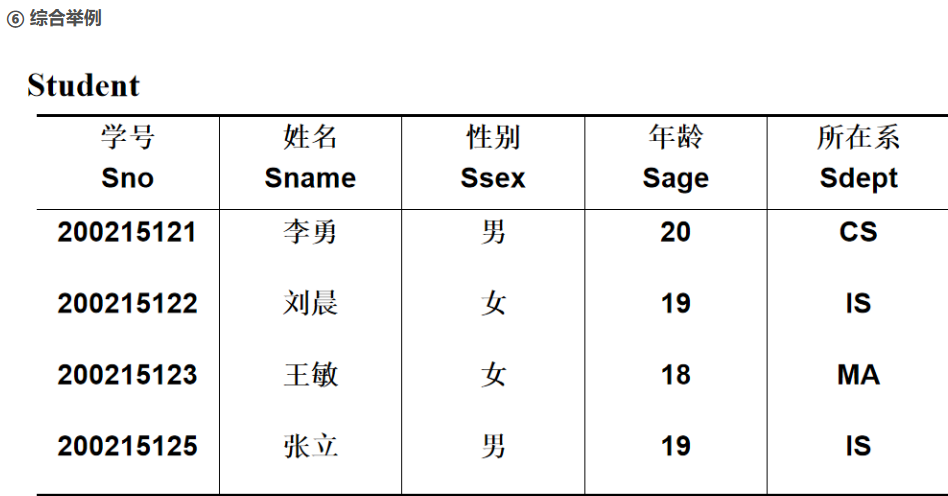 ⑥ 综合举例
Student
学号 姓名 性别 年龄 所在系
Sno Sname Ssex Sage Sdept
200215121 李勇 男 20 CS
200215122 刘晨 女 19 IS
200215123 王敏 女 18 MA
200215125 张立 男 19 IS